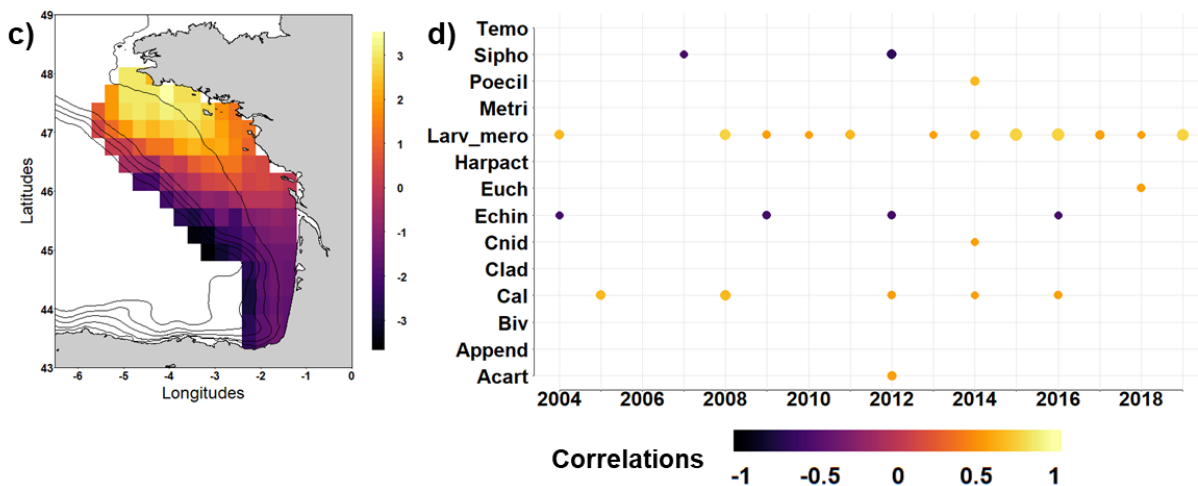 c)
49
48
47
46
45
44
43
Latitudes
-6
-5
-4
-3
-2
-1
0
Longitudes
3
2
1
0
-1
-2
-3
d)
Temo
Sipho
Poecil
Metri
Larv_mero
Harpact
Euch
Echin
Cnid
Clad
Cal
Biv
Append
Acart
2004 2006 2008 2010 2012 2014 2016 2018
Correlations
-1 -0.5 0 0.5 1